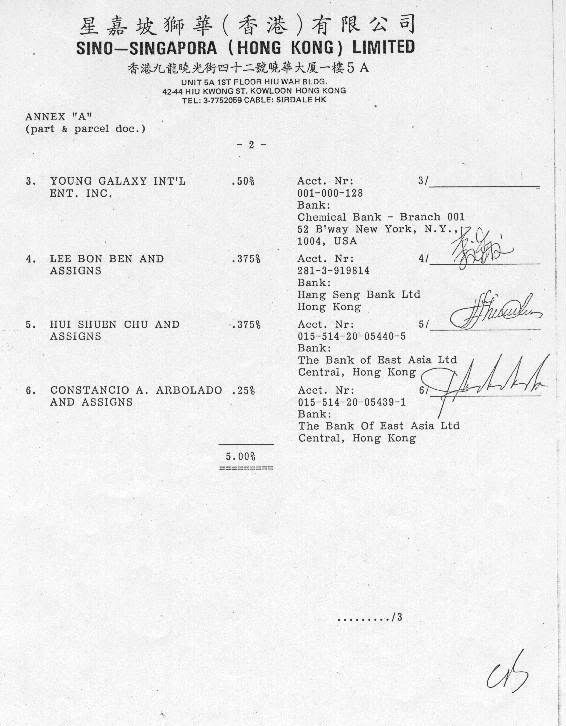 星嘉坡獅華(香港)有限公司
SINO—SINGAPORA (HONG KONG) LIMITED
香港九龍曉光街四十二號曉華大厦一樓5A
UNIT 5A 1ST FLOOR HIU WAH BLDG.
42-44 HIU KWONG ST. KOWLOON HONG KONG
TEL: 3-7752059 CABLE: SIRDALE HK
ANNEX "A"
(part & parcel doc.)
- 2 -
3. YOUNG GALAXY INT'L .50% Acct. Nr: 3/
ENT. INC. 001-000-128
Bank:
Chemical Bank - Branch 001
52 B'way New York, N.Y.,
1004, USA
4. LEE BON BEN AND .375% Acct. Nr: 4/
ASSIGNS 281-3-919814
Bank:
Hang Seng Bank Ltd
Hong Kong
5. HUI SHUEN CHU AND .375% Acct. Nr: 5/
ASSIGNS 015-514-20-05440-5
Bank:
The Bank of East Asia Ltd
Central, Hong Kong
6. CONSTANCIO A. ARBOLADO .25% Acct. Nr: 6/
AND ASSIGNS 015-514-20-05439-1
Bank:
The Bank Of East Asia Ltd
Central, Hong Kong
5.00%
........./3